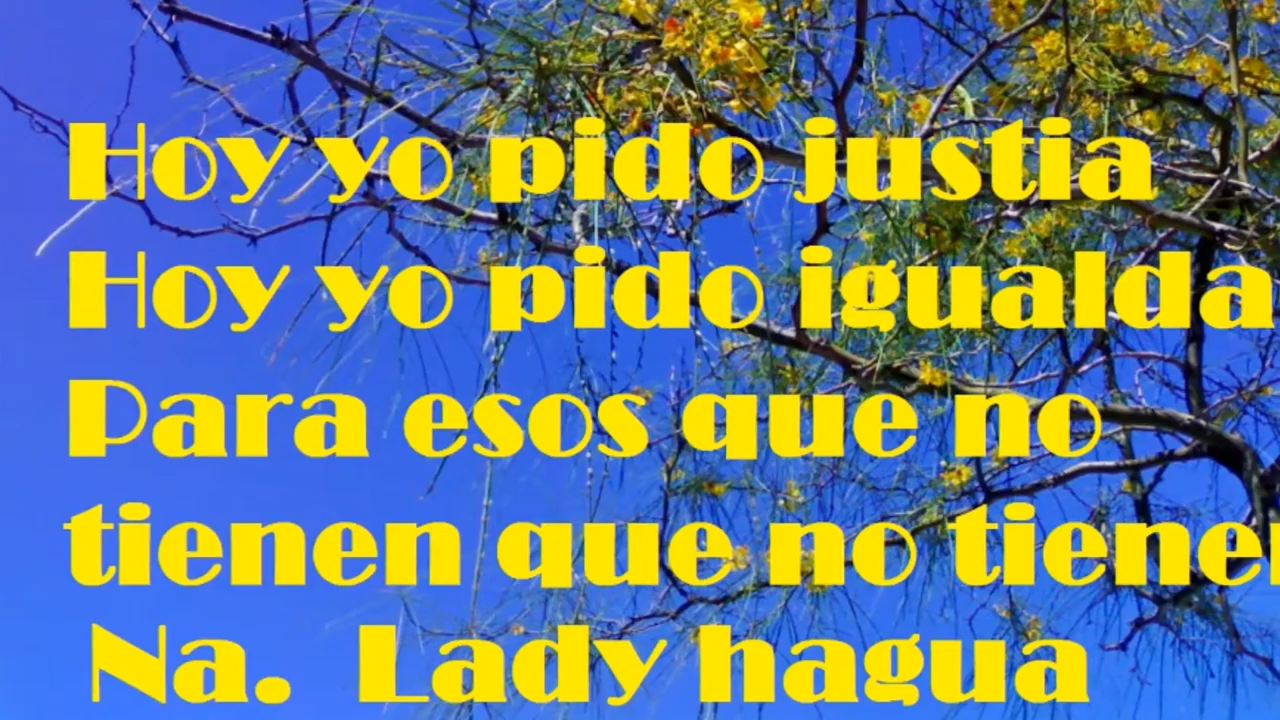 Hoy yo pido justia
Hoy yo pido igualda
Para esos que no
tienen que no tiene
Na. Lady hagua